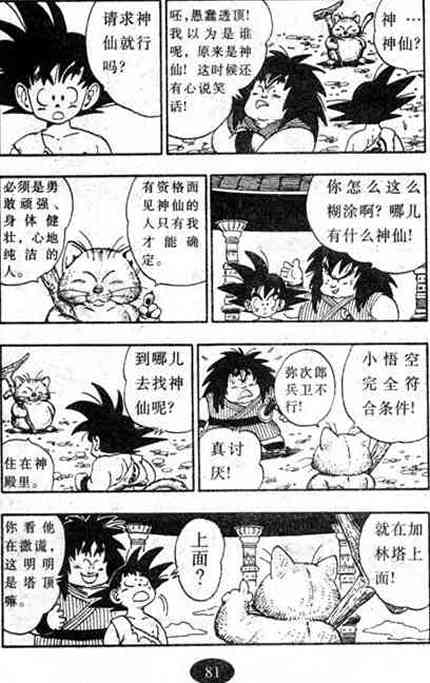 神 …
神仙？
呸，愚蠢透顶！
我以为是谁
呢，原来是神
仙！这时候还
有心说笑
话！
请求神
仙就行
吗？
你怎么这么
糊涂啊？哪儿
有什么神仙！
有资格面
见神仙的
人只有我
才能确
定。
必须是勇
敢顽强、
身体健
壮，心地
纯洁的
人。
小悟空
完全符
合条件！
弥次郎
兵卫不
行！
真讨
厌！
到哪儿
去找神
仙呢？
住在神
殿里。
就在加
林塔上
面！
上
面？
你看他
在撒谎，
这明明
是塔顶
嘛。
81